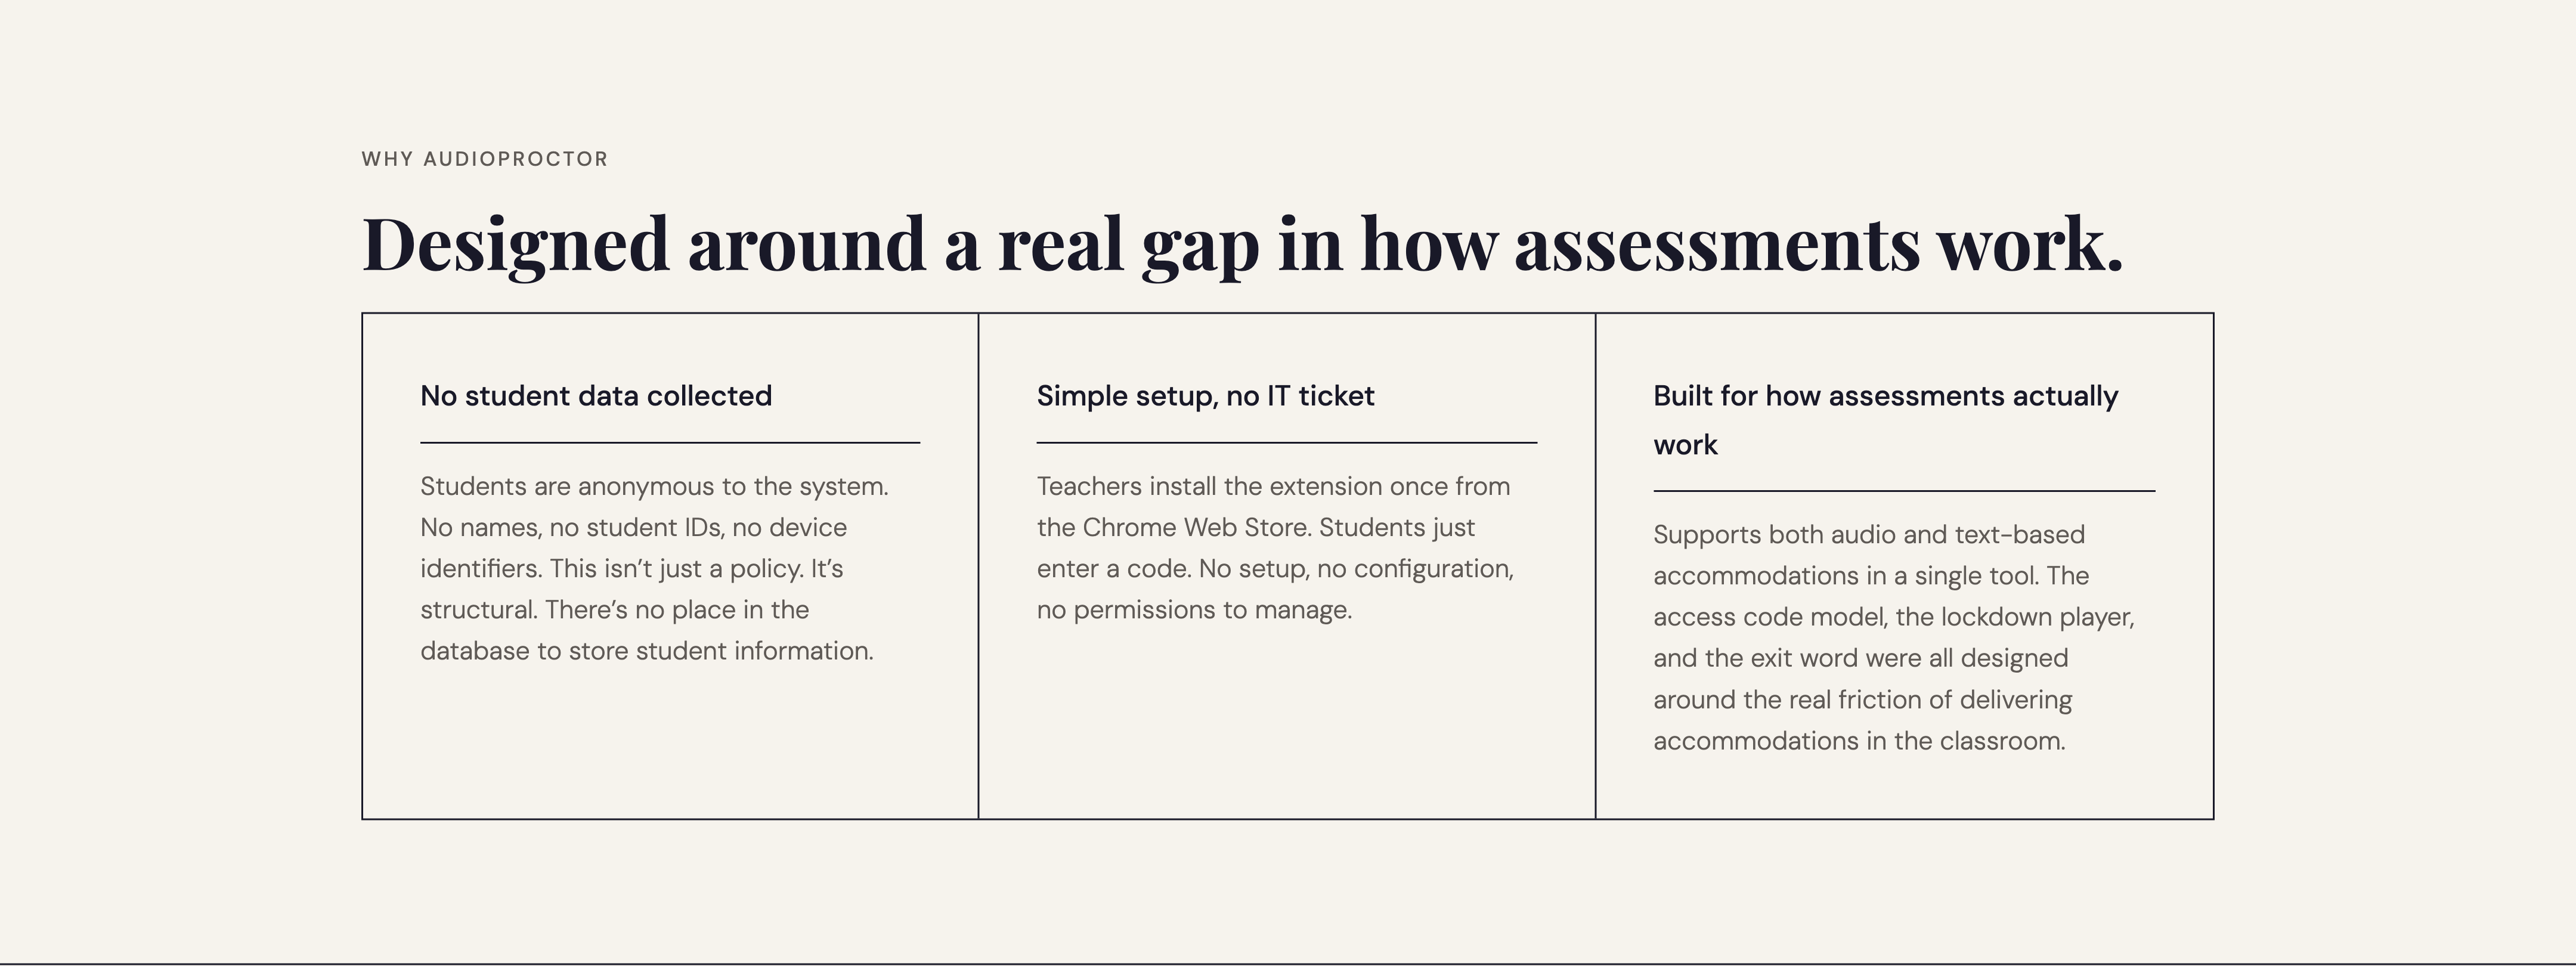 WHY AUDIOPROCTOR
Designed around a real gap in how assessments work.
No student data collected
Students are anonymous to the system.
No names, no student IDs, no device
identifiers. This isn’t just a policy. It’s
structural. There’s no place in the
database to store student information.
Simple setup, no IT ticket
Teachers install the extension once from
the Chrome Web Store. Students just
enter a code. No setup, no configuration,
no permissions to manage.
Built for how assessments actually
work
Supports both audio and text-based
accommodations in a single tool. The
access code model, the lockdown player,
and the exit word were all designed
around the real friction of delivering
accommodations in the classroom.